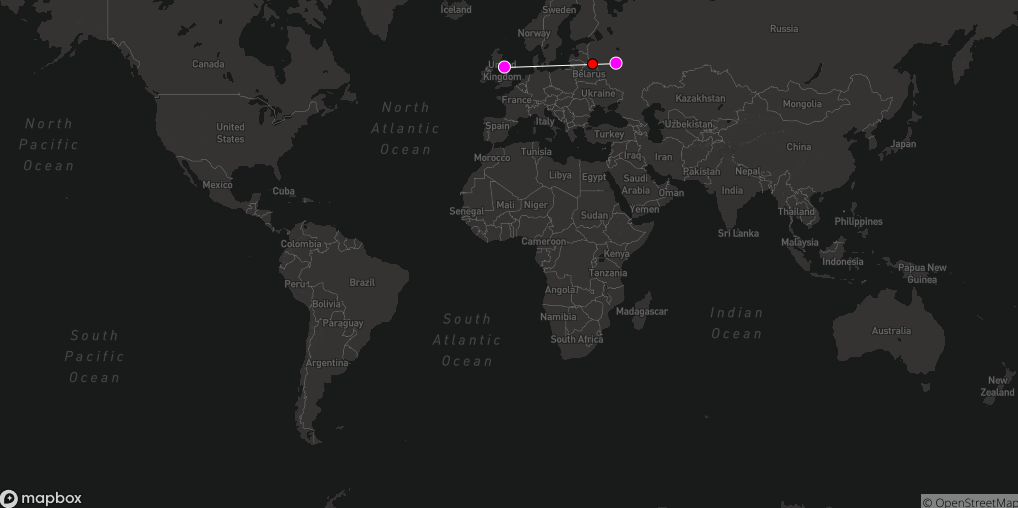 Iceland
Sweden
Norway
Russia
Canada
United
Kingdom
Belarus
Ukraine
Kazakhstan
Mongolia
North
Pacific
Ocean
North
Atlantic
Ocean
United
States
France
Spain
Italy
Turkey
Uzbekistan
China
Japan
Morocco
Tunisia
Iraq
Iran
Pakistan
Nepal
Mexico
Cuba
Libya
Egypt
Saudi
Arabia
Oman
India
Senegal
Mali
Niger
Sudan
Yemen
Thailand
Philippines
Sri Lanka
Colombia
Cameroon
Kenya
Malaysia
Indonesia
Papua New
Guinea
Peru
Brazil
Tanzania
Angola
Bolivia
Paraguay
Namibia
Madagascar
South Africa
Australia
South
Pacific
Ocean
South
Atlantic
Ocean
Indian
Ocean
Argentina
New
Zealand
mapbox
© OpenStreetMap